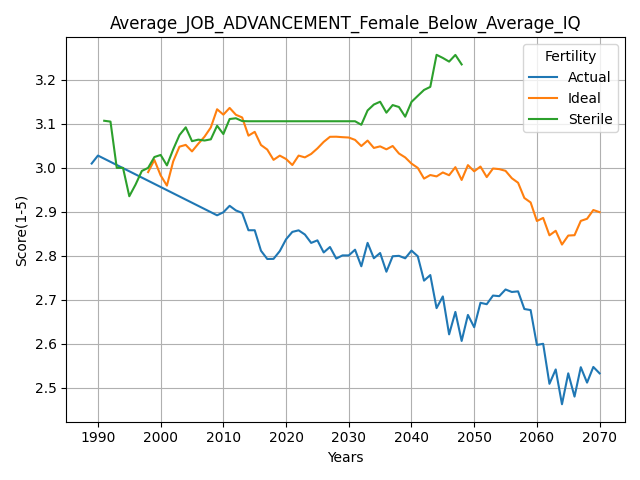 Average_JOB_ADVANCEMENT_Female_Below_Average_IQ
Fertility
Actual
Ideal
Sterile
Score(1-5)
3.2
3.1
3.0
2.9
2.8
2.7
2.6
2.5
1990 2000 2010 2020 2030 2040 2050 2060 2070
Years